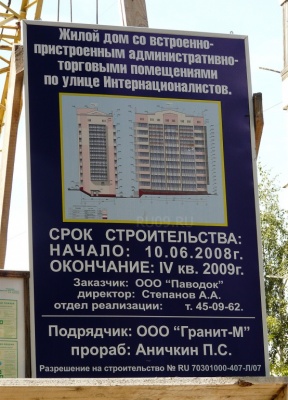 Жилой дом со встроенно-
пристроенным административно-
торговыми помещениями
по улице Интернационалистов.
СРОК СТРОИТЕЛЬСТВА:
НАЧАЛО: 10.06.2008г.
ОКОНЧАНИЕ: IV кв. 2009г.
Заказчик: ООО "Паводок"
директор: Степанов А.А.
отдел реализации: т. 45-09-62.
Подрядчик: ООО "Гранит-М"
прораб: Аничкин П.С.
Разрешение на строительство № RU 70301000-407-Л/07